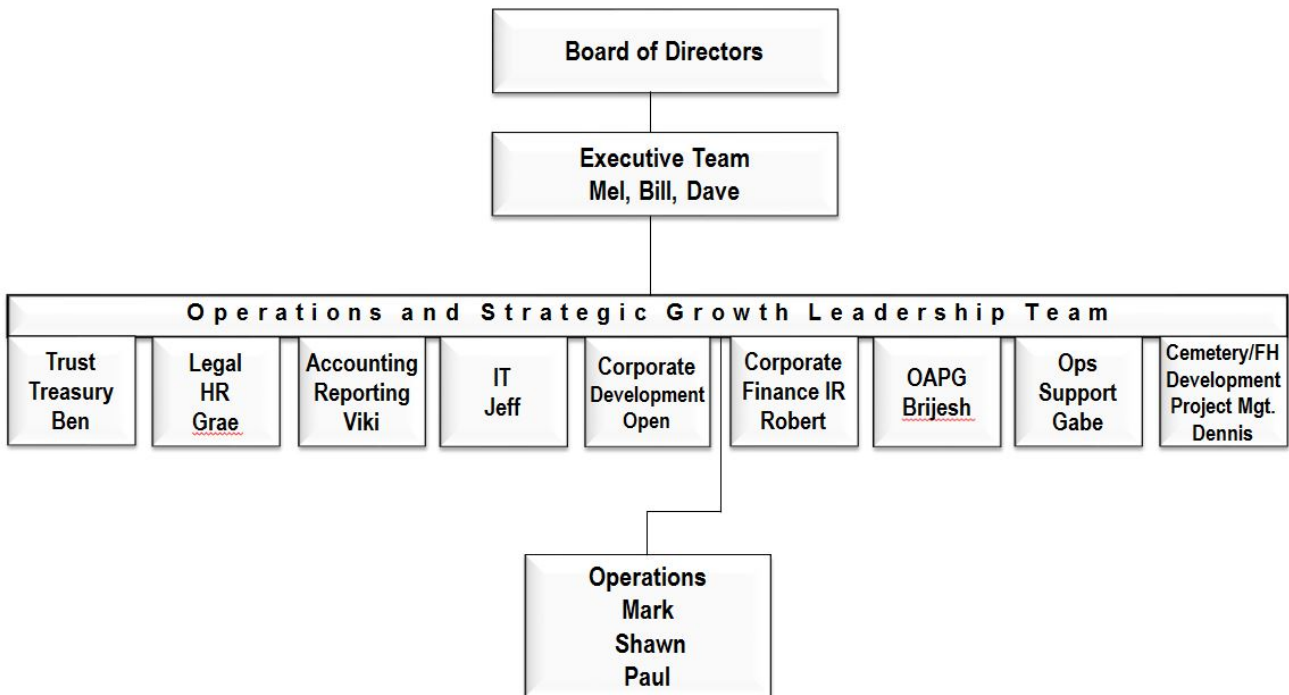 Board of Directors
Executive Team
Mel, Bill, Dave
Operations and Strategic Growth Leadership Team
Trust
Treasury
Ben
Legal
HR
Grae
Accounting
Reporting
Viki
IT
Jeff
Corporate
Development
Open
Corporate
Finance IR
Robert
OAPG
Brijesh
Ops
Support
Gabe
Cemetery/FH
Development
Project Mgt.
Dennis
Operations
Mark
Shawn
Paul